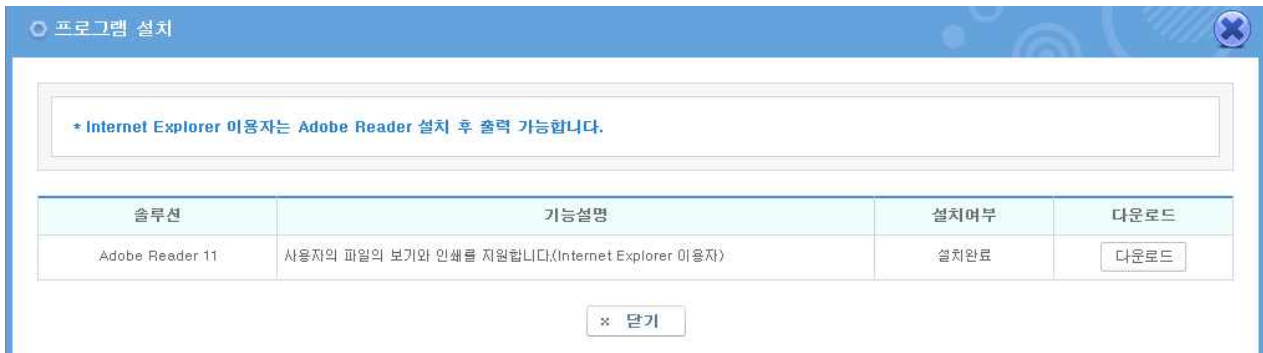 프로그램 설치
* Internet Explorer 이용자는 Adobe Reader 설치 후 출력 가능합니다.
솔루션 기능설명 설치여부 다운로드
Adobe Reader 11 사용자의 파일의 보기와 인쇄를 지원합니다.(Internet Explorer 이용자) 설치완료 다운로드
× 닫기